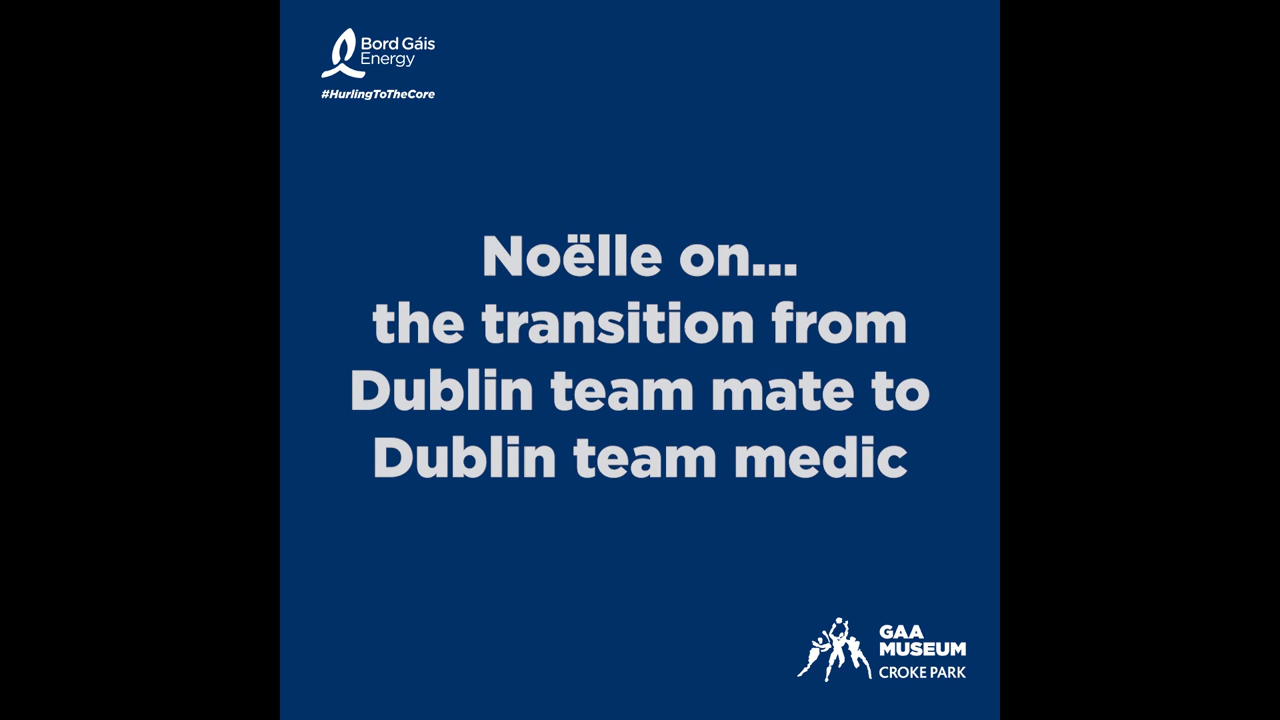 Bord Gáis
Energy
#HurlingToTheCore
Noëlle on...
the transition from
Dublin team mate to
Dublin team medic
GAA
MUSEUM
CROKE PARK